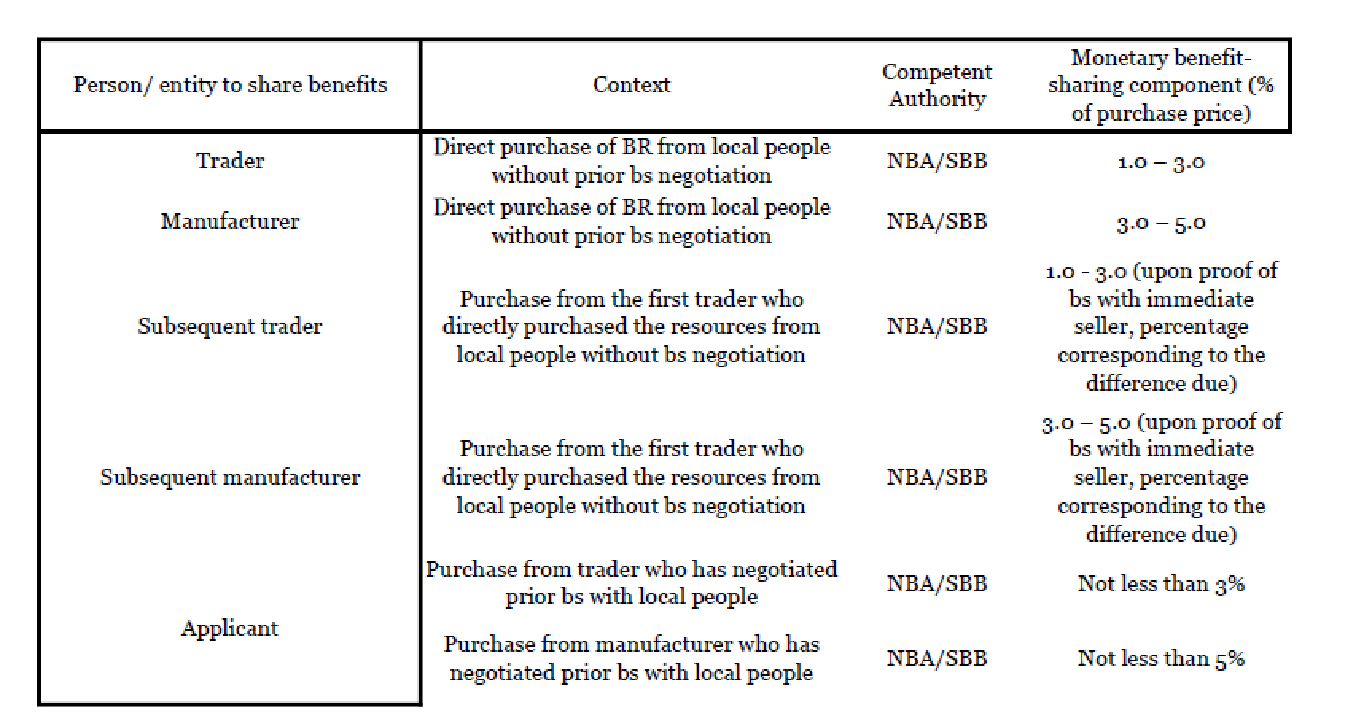 Person/ entity to share benefits
Context
Competent
Authority
Monetary benefit-
sharing component (%
of purchase price)
Trader
Direct purchase of BR from local people
without prior bs negotiation
NBA/SBB
1.0 – 3.0
Manufacturer
Direct purchase of BR from local people
without prior bs negotiation
NBA/SBB
3.0 – 5.0
Subsequent trader
Purchase from the first trader who
directly purchased the resources from
local people without bs negotiation
NBA/SBB
1.0 - 3.0 (upon proof of
bs with immediate
seller, percentage
corresponding to the
difference due)
Subsequent manufacturer
Purchase from the first trader who
directly purchased the resources from
local people without bs negotiation
NBA/SBB
3.0 – 5.0 (upon proof of
bs with immediate
seller, percentage
corresponding to the
difference due)
Applicant
Purchase from trader who has negotiated
prior bs with local people
NBA/SBB
Not less than 3%
Purchase from manufacturer who has
negotiated prior bs with local people
NBA/SBB
Not less than 5%